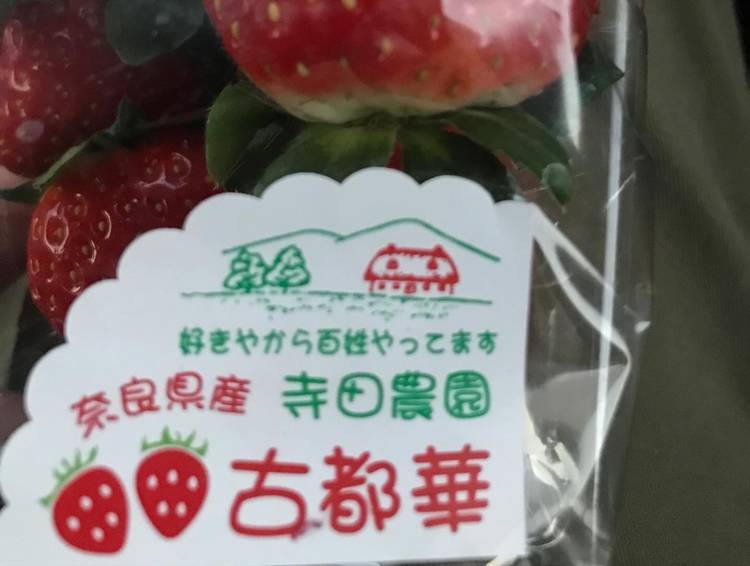 好きやから百姓やってます
奈良県産 寺田農園
古都華